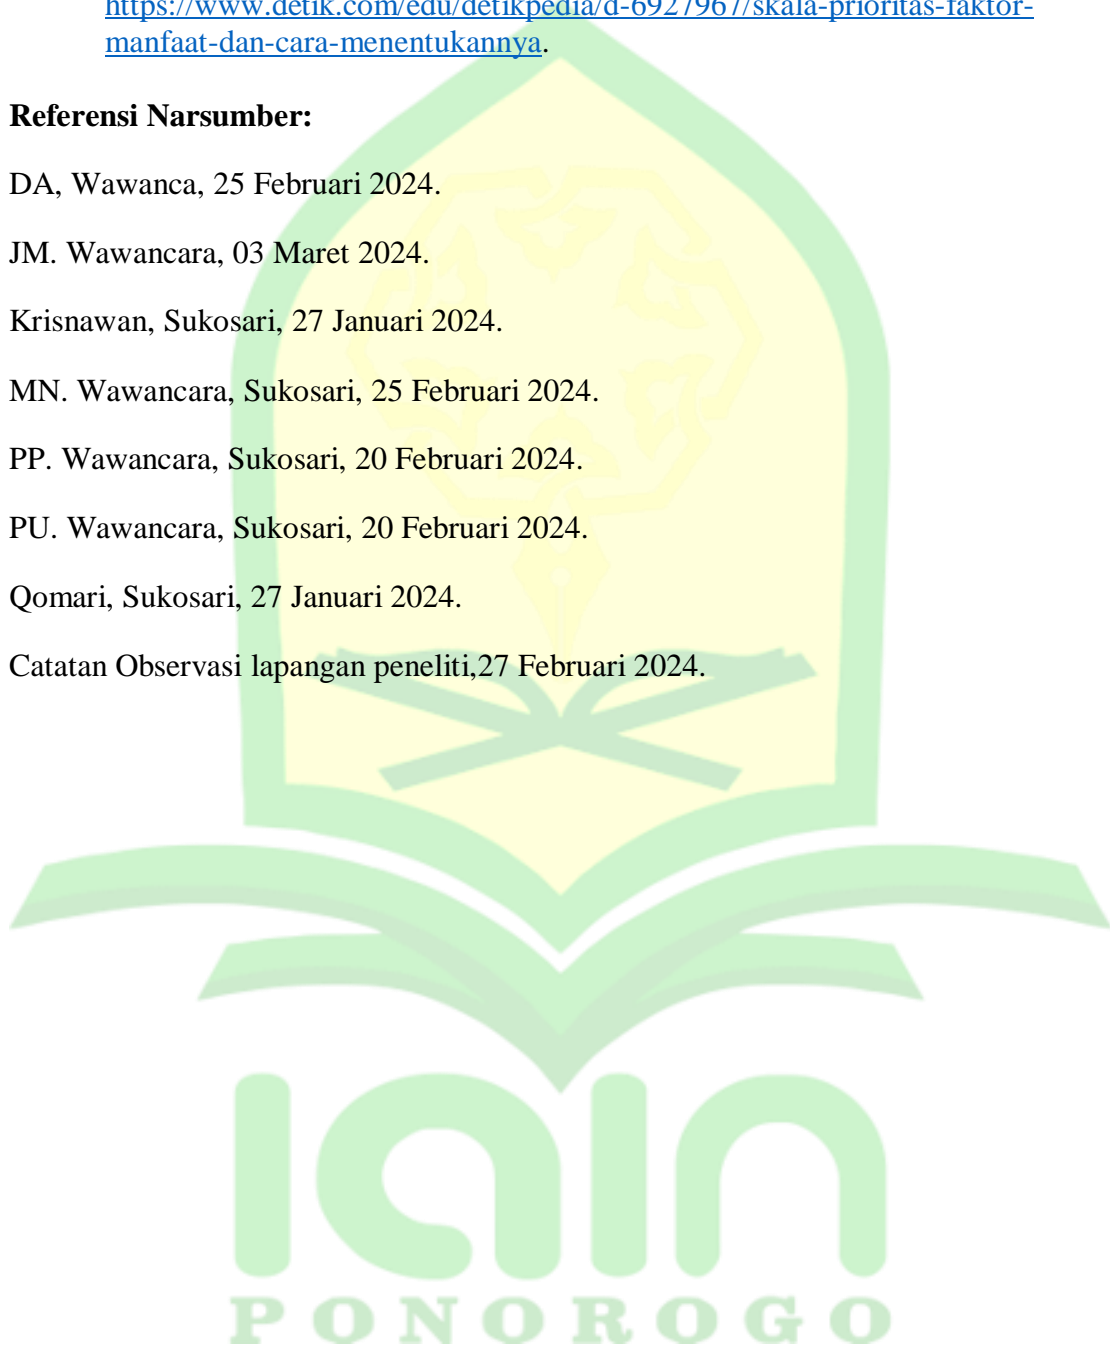 https://www.detik.com/edu/detikpedia/d-6927967/skala-prioritas-faktor-
manfaat-dan-cara-menentukannya.
Referensi Narsumber:
DA, Wawanca, 25 Februari 2024.
JM. Wawancara, 03 Maret 2024.
Krisnawan, Sukosari, 27 Januari 2024.
MN. Wawancara, Sukosari, 25 Februari 2024.
PP. Wawancara, Sukosari, 20 Februari 2024.
PU. Wawancara, Sukosari, 20 Februari 2024.
Qomari, Sukosari, 27 Januari 2024.
Catatan Observasi lapangan peneliti,27 Februari 2024.
iain
PONOROGO